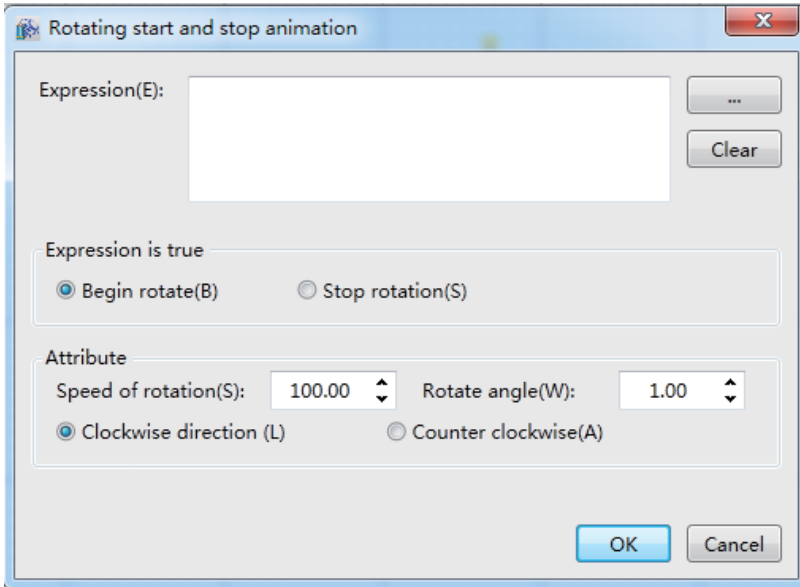 Rotating start and stop animation
Expression(E):
...
Clear
Expression is true
Begin rotate(B) Stop rotation(S)
Attribute
Speed of rotation(S): 100.00 Rotate angle(W): 1.00
Clockwise direction (L) Counter clockwise(A)
OK Cancel